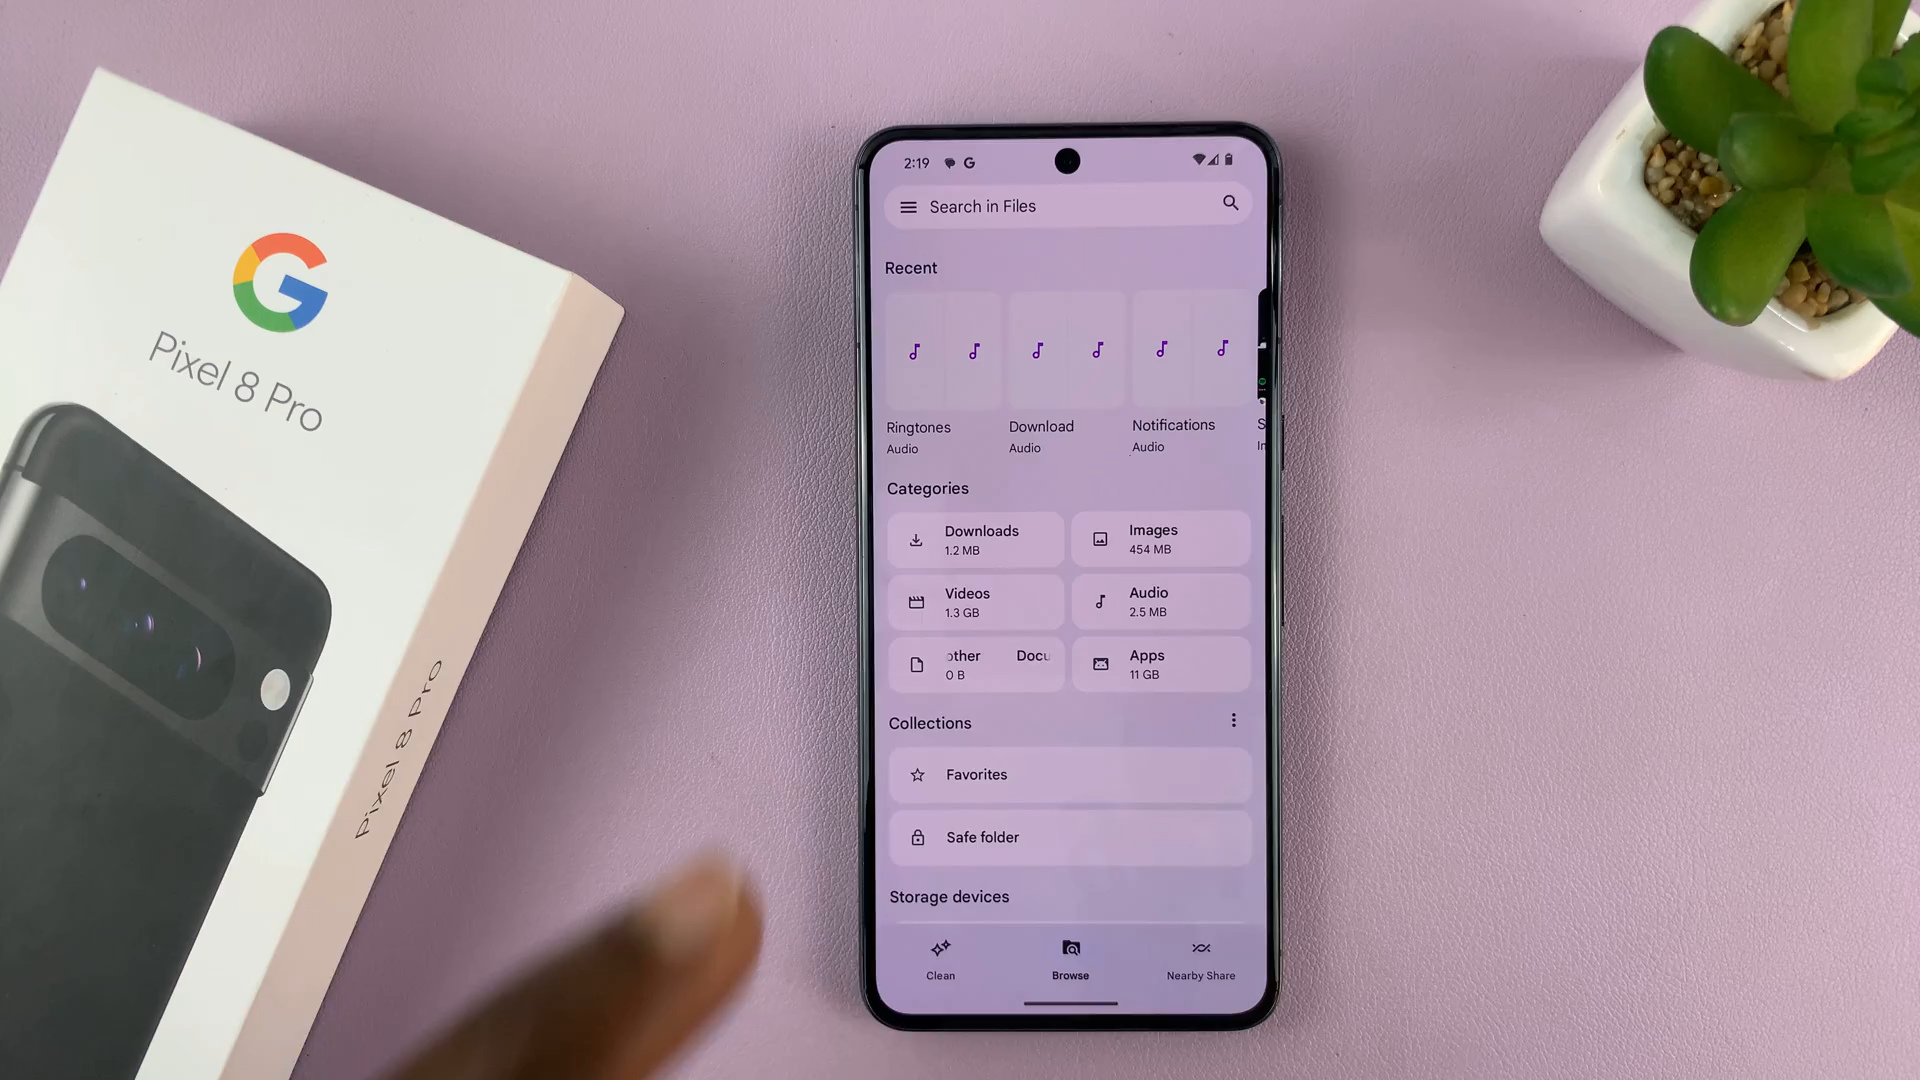 Pixel 8 Pro
Pixel 8 Pro
2:19
Search in Files
Recent
Ringtones
Audio
Download
Audio
Notifications
Audio
Categories
Downloads
1.2 MB
Images
454 MB
Videos
1.3 GB
Audio
2.5 MB
other Docu
0 B
Apps
11 GB
Collections
Favorites
Safe folder
Storage devices
Clean
Browse
Nearby Share